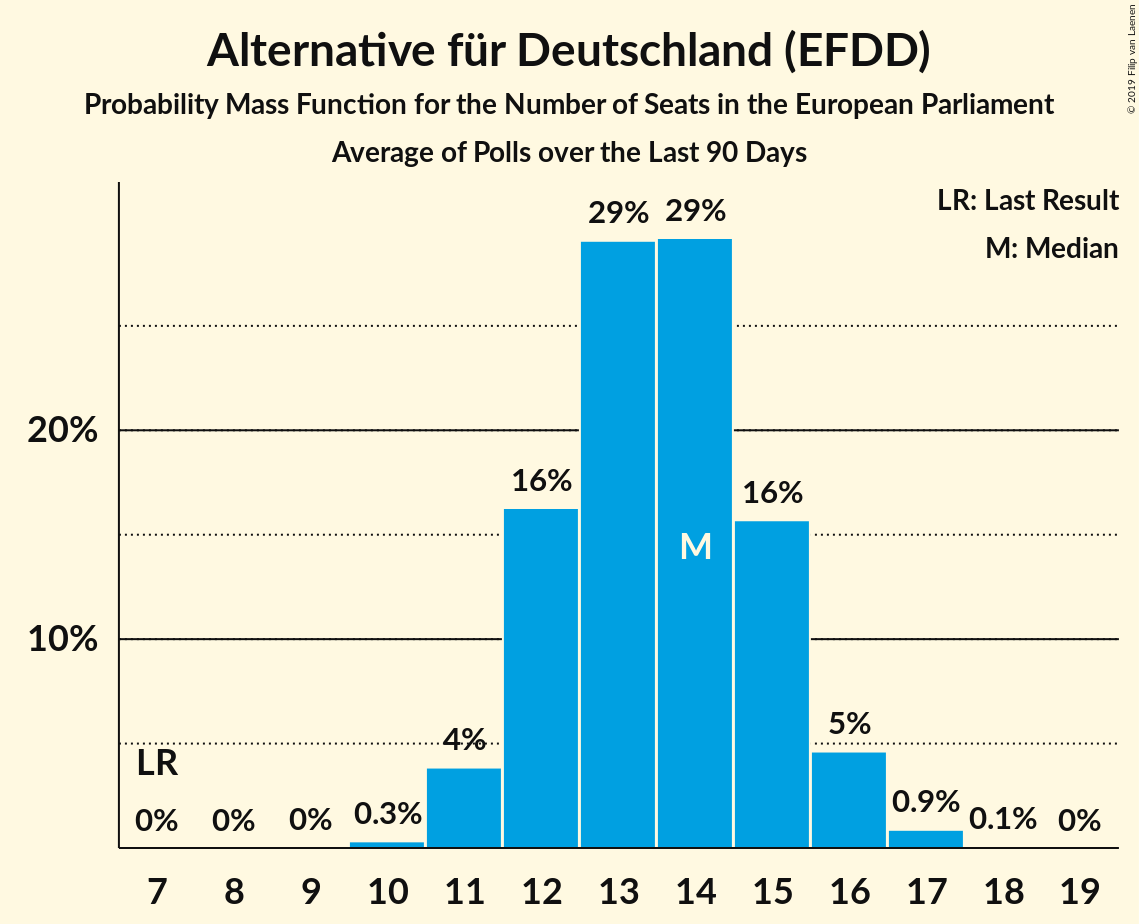 Alternative für Deutschland (EFDD)
Probability Mass Function for the Number of Seats in the European Parliament
Average of Polls over the Last 90 Days
© 2019 Filip van Laenen
LR: Last Result
M: Median
29% 29%
20%
16% 16%
M
10%
5%
4%
LR
0% 0% 0% 0.3% 0.9% 0.1% 0%
7 8 9 10 11 12 13 14 15 16 17 18 19